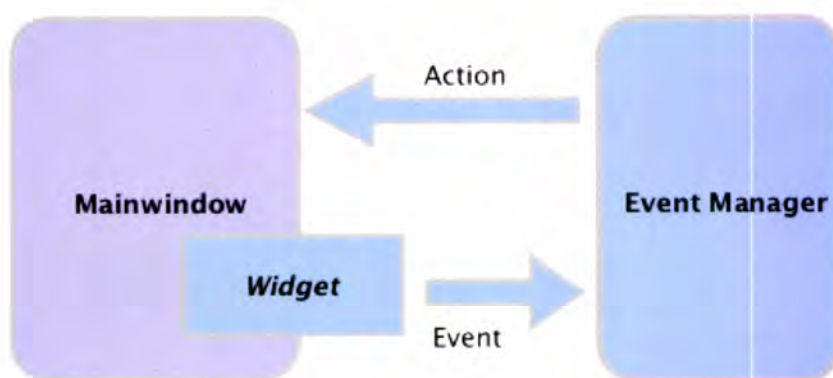 Action
Mainwindow
Event Manager
Widget
Event